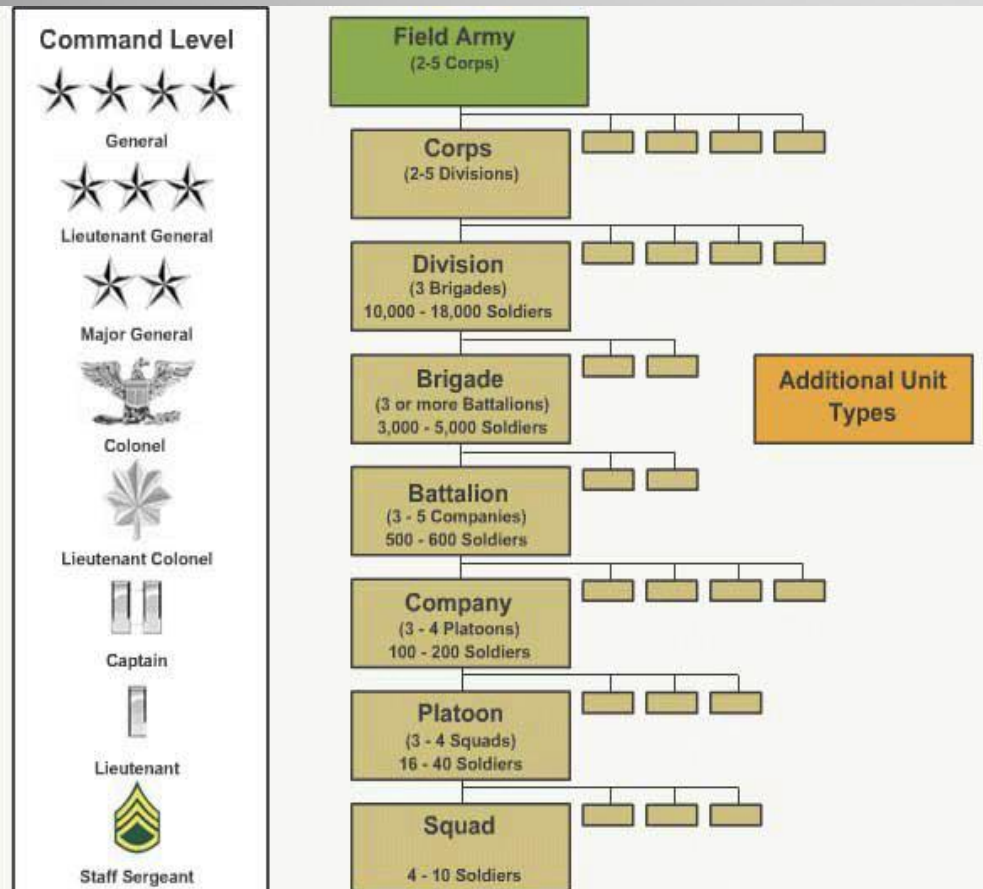 Command Level
General
Lieutenant General
Major General
Colonel
Lieutenant Colonel
Captain
Lieutenant
Staff Sergeant
Field Army
(2-5 Corps)
Corps
(2-5 Divisions)
Division
(3 Brigades)
10,000 - 18,000 Soldiers
Brigade
(3 or more Battalions)
3,000 - 5,000 Soldiers
Battalion
(3 - 5 Companies)
500 - 600 Soldiers
Company
(3 - 4 Platoons)
100 - 200 Soldiers
Platoon
(3 - 4 Squads)
16 - 40 Soldiers
Squad
4 - 10 Soldiers
Additional Unit
Types